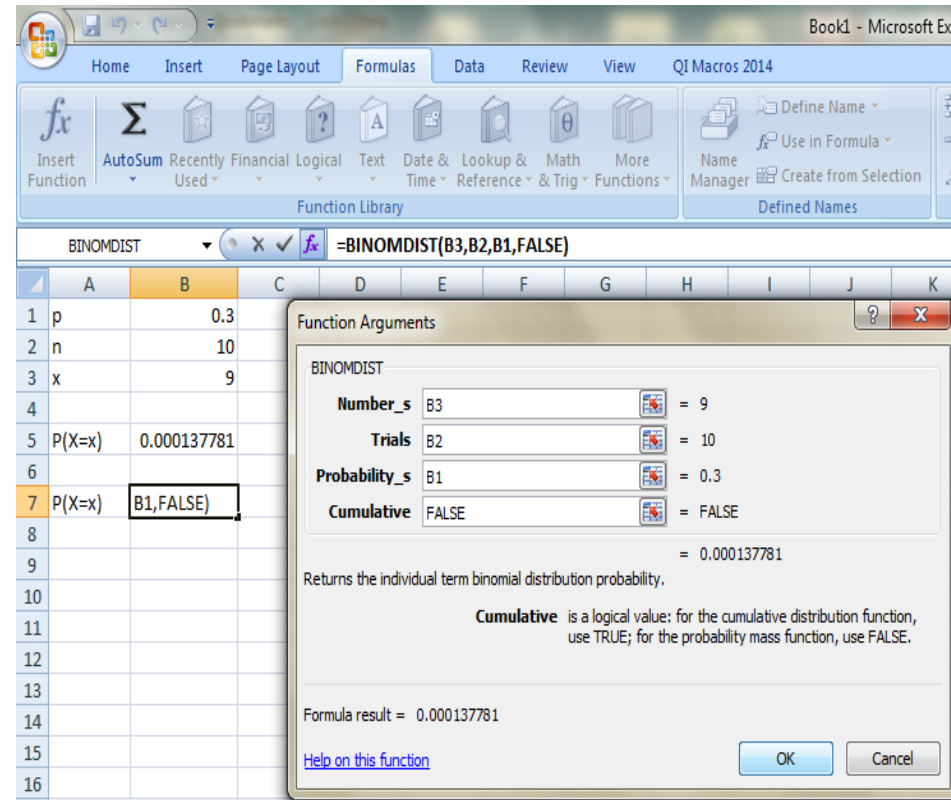 Book1 - Microsoft Ex
Home Insert Page Layout Formulas Data Review View QI Macros 2014
fx
Σ
?
A
θ
Insert Function
AutoSum
Recently Used
Financial
Logical
Text
Date & Time
Lookup & Reference
Math & Trig
More Functions
Name Manager
Define Name
fx Use in Formula
Create from Selection
Function Library
Defined Names
BINOMDIST fx =BINOMDIST(B3,B2,B1,FALSE)
A B C D E F G H I J K
1 p 0.3
2 n 10
3 x 9
4
5 P(X=x) 0.000137781
6
7 P(X=x) B1,FALSE)
8
9
10
11
12
13
14
15
16
Function Arguments
? X
BINOMDIST
Number_s B3 = 9
Trials B2 = 10
Probability_s B1 = 0.3
Cumulative FALSE = FALSE
= 0.000137781
Returns the individual term binomial distribution probability.
Cumulative is a logical value: for the cumulative distribution function,
use TRUE; for the probability mass function, use FALSE.
Formula result = 0.000137781
Help on this function
OK Cancel